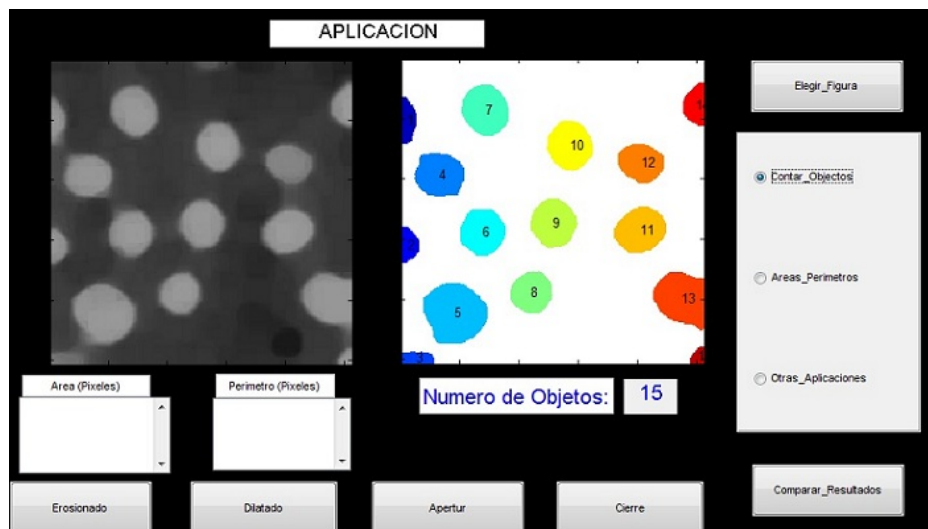 APLICACION
Elegir_Figura
7
10
4
12
6
9
11
5
8
13
3
Contar_Objectos
Areas_Perimetros
Otras_Aplicaciones
Numero de Objetos: 15
Area (Pixeles)
Perimetro (Pixeles)
Erosionado
Dilatado
Apertur
Cierre
Comparar_Resultados